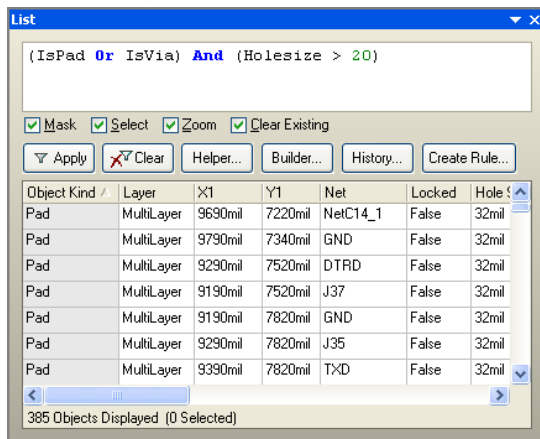 List
(IsPad Or IsVia) And (Holesize > 20)
Mask Select Zoom Clear Existing
Apply Clear Helper... Builder... History... Create Rule...
Object Kind Layer X1 Y1 Net Locked Hole S
Pad MultiLayer 9690mil 7220mil NetC14_1 False 32mil
Pad MultiLayer 9790mil 7340mil GND False 32mil
Pad MultiLayer 9290mil 7520mil DTRD False 32mil
Pad MultiLayer 9190mil 7520mil J37 False 32mil
Pad MultiLayer 9190mil 7820mil GND False 32mil
Pad MultiLayer 9290mil 7820mil J35 False 32mil
Pad MultiLayer 9390mil 7820mil TXD False 32mil
385 Objects Displayed (0 Selected)